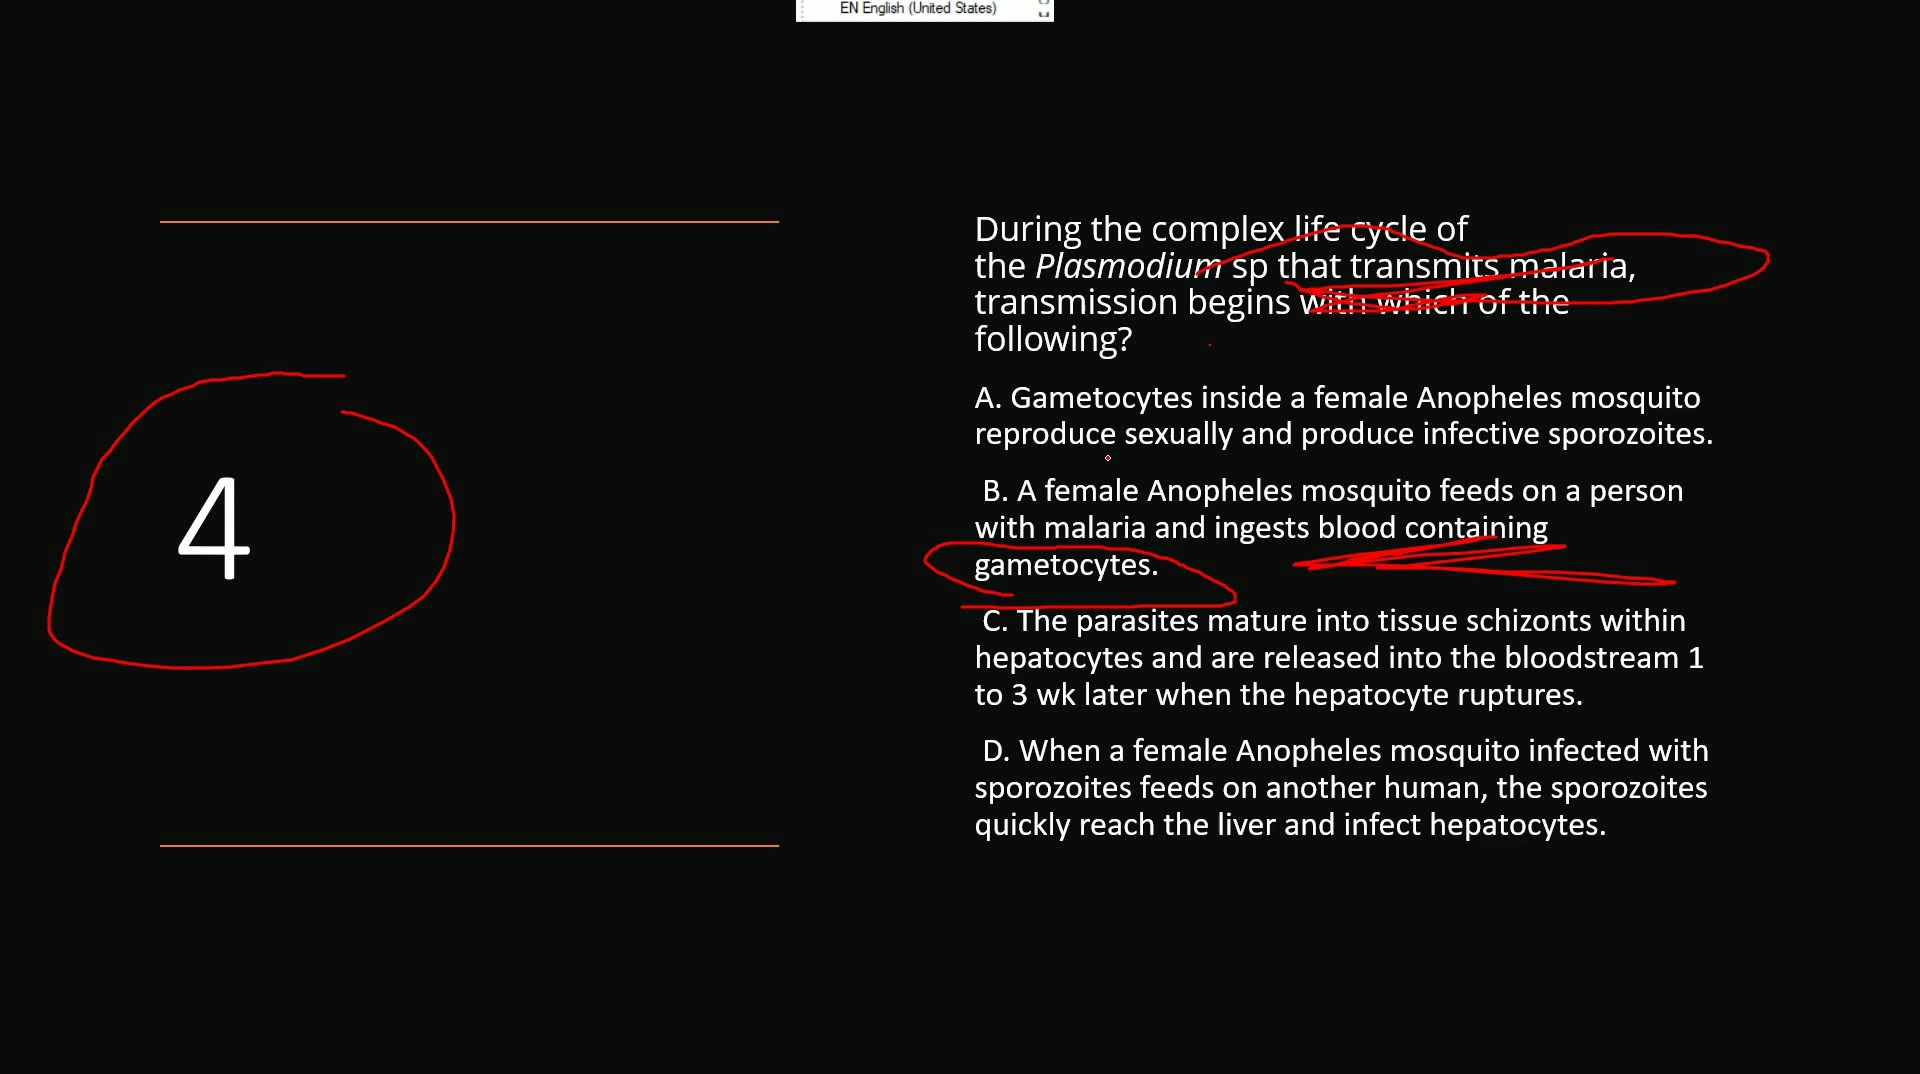 EN English (United States)
4
During the complex life cycle of
the Plasmodium sp that transmits malaria,
transmission begins with which of the
following?
A. Gametocytes inside a female Anopheles mosquito
reproduce sexually and produce infective sporozoites.
B. A female Anopheles mosquito feeds on a person
with malaria and ingests blood containing
gametocytes.
C. The parasites mature into tissue schizonts within
hepatocytes and are released into the bloodstream 1
to 3 wk later when the hepatocyte ruptures.
D. When a female Anopheles mosquito infected with
sporozoites feeds on another human, the sporozoites
quickly reach the liver and infect hepatocytes.